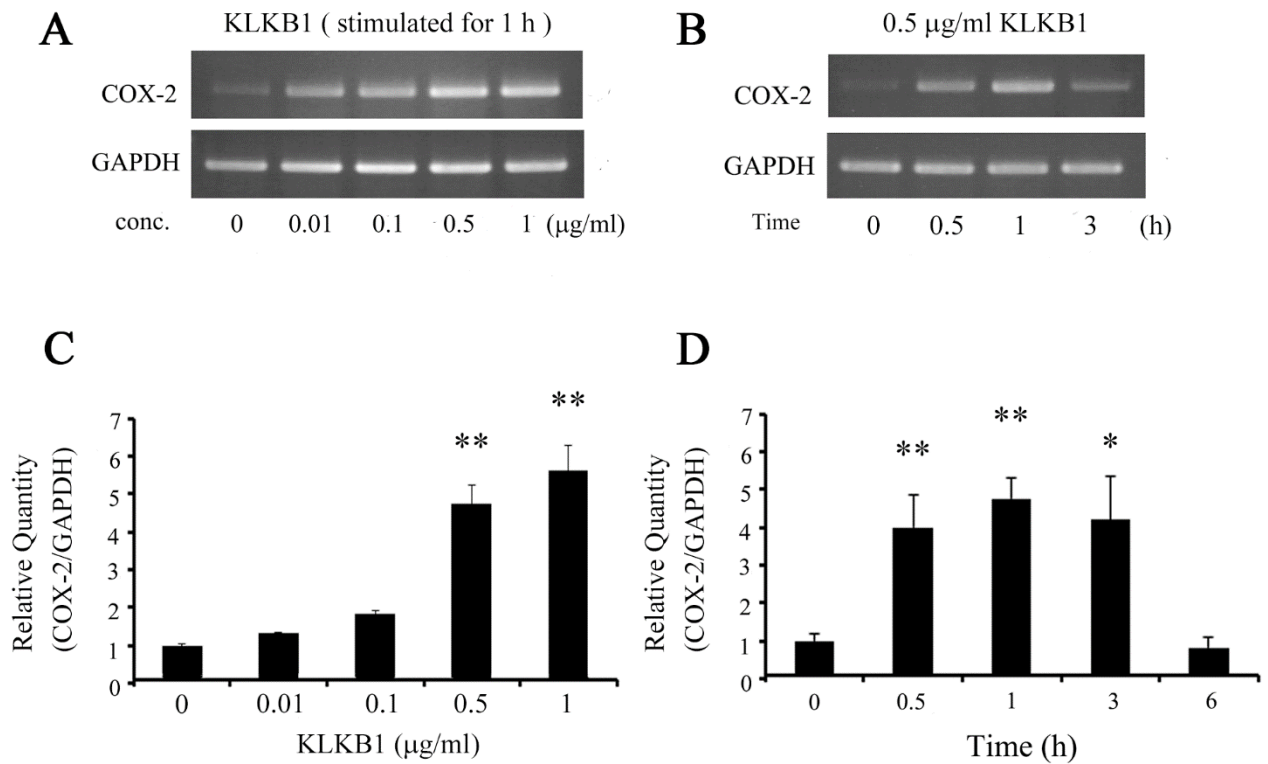 A
KLKB1 ( stimulated for 1 h )
COX-2
GAPDH
conc. 0 0.01 0.1 0.5 1 (μg/ml)
B
0.5 μg/ml KLKB1
COX-2
GAPDH
Time 0 0.5 1 3 (h)
C
Relative Quantity
(COX-2/GAPDH)
7
6
5
4
3
2
1
0
** **
0 0.01 0.1 0.5 1
KLKB1 (μg/ml)
D
Relative Quantity
(COX-2/GAPDH)
7
6
5
4
3
2
1
0
** ** *
0 0.5 1 3 6
Time (h)